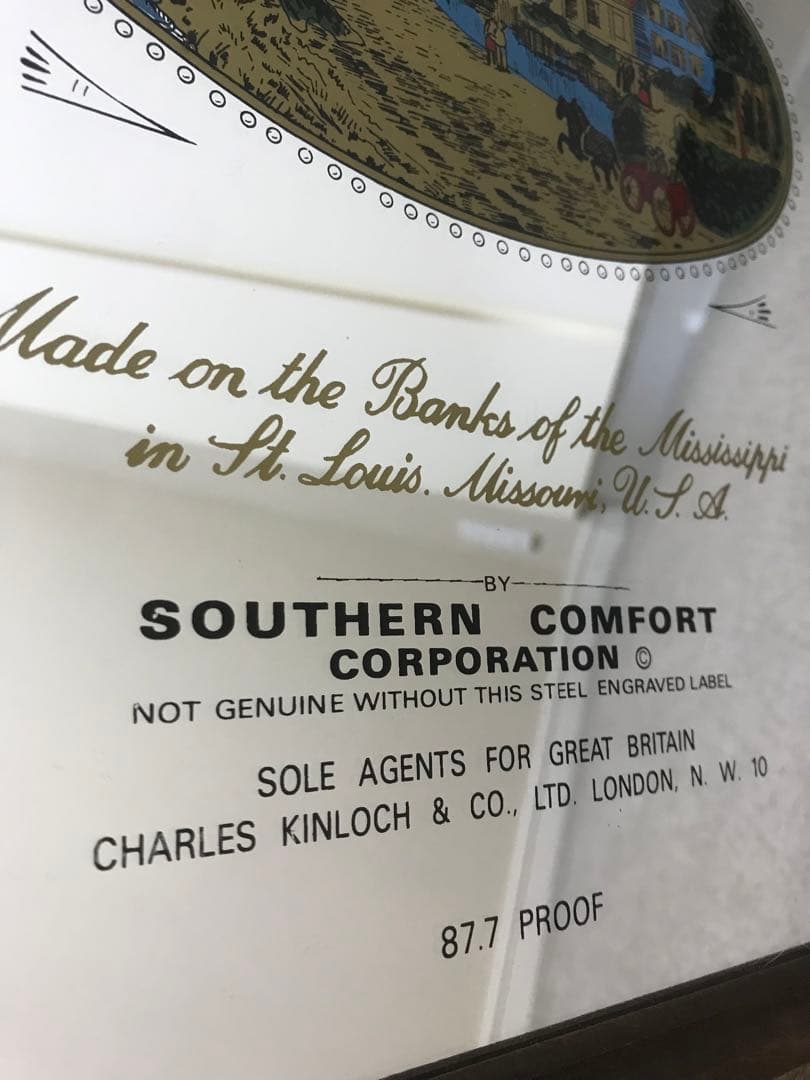 Made on the Banks of the Mississippi
in St. Louis. Missouri, U.S.A.
BY
SOUTHERN COMFORT
CORPORATION ©
NOT GENUINE WITHOUT THIS STEEL ENGRAVED LABEL
SOLE AGENTS FOR GREAT BRITAIN
CHARLES KINLOCH & CO., LTD. LONDON, N. W. 10
87.7 PROOF